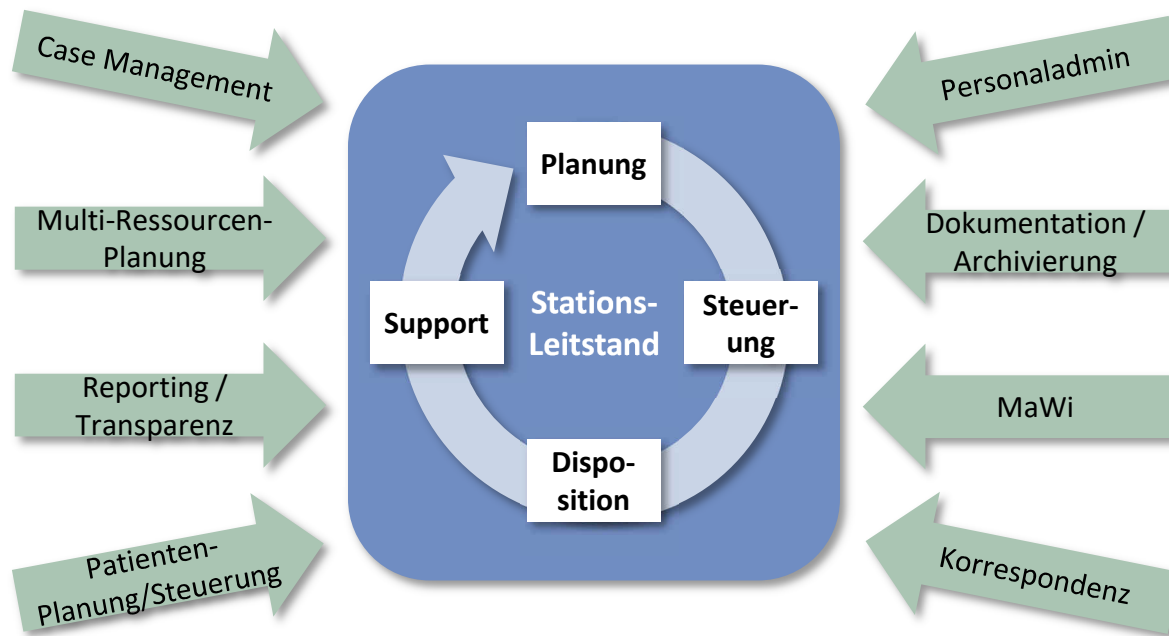 Case Management
Personaladmin
Planung
Multi-Ressourcen-
Planung
Dokumentation /
Archivierung
Support
Stations-
Leitstand
Steuer-
ung
Reporting /
Transparenz
MaWi
Dispo-
sition
Patienten-
Planung/Steuerung
Korrespondenz